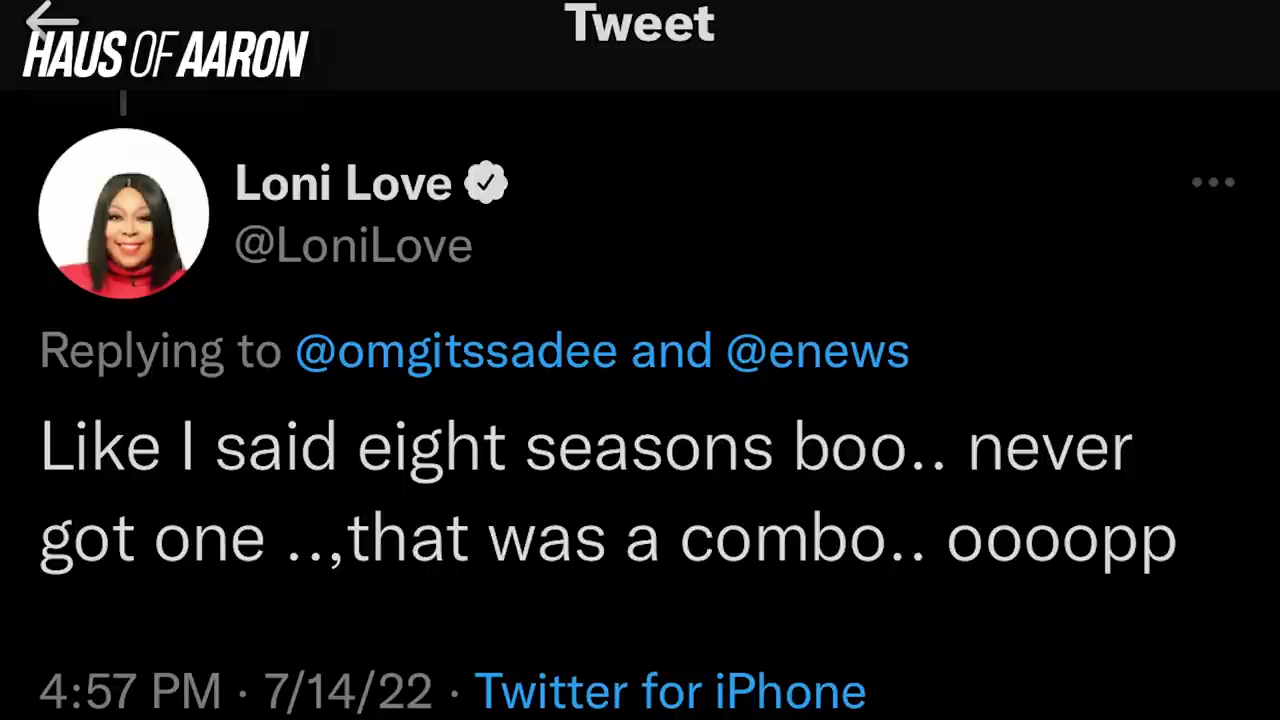 Tweet
HAUS OF AARON
Loni Love
@LoniLove
Replying to @omgitssadee and @enews
Like I said eight seasons boo.. never
got one ..,that was a combo.. oooopp
4:57 PM · 7/14/22 · Twitter for iPhone